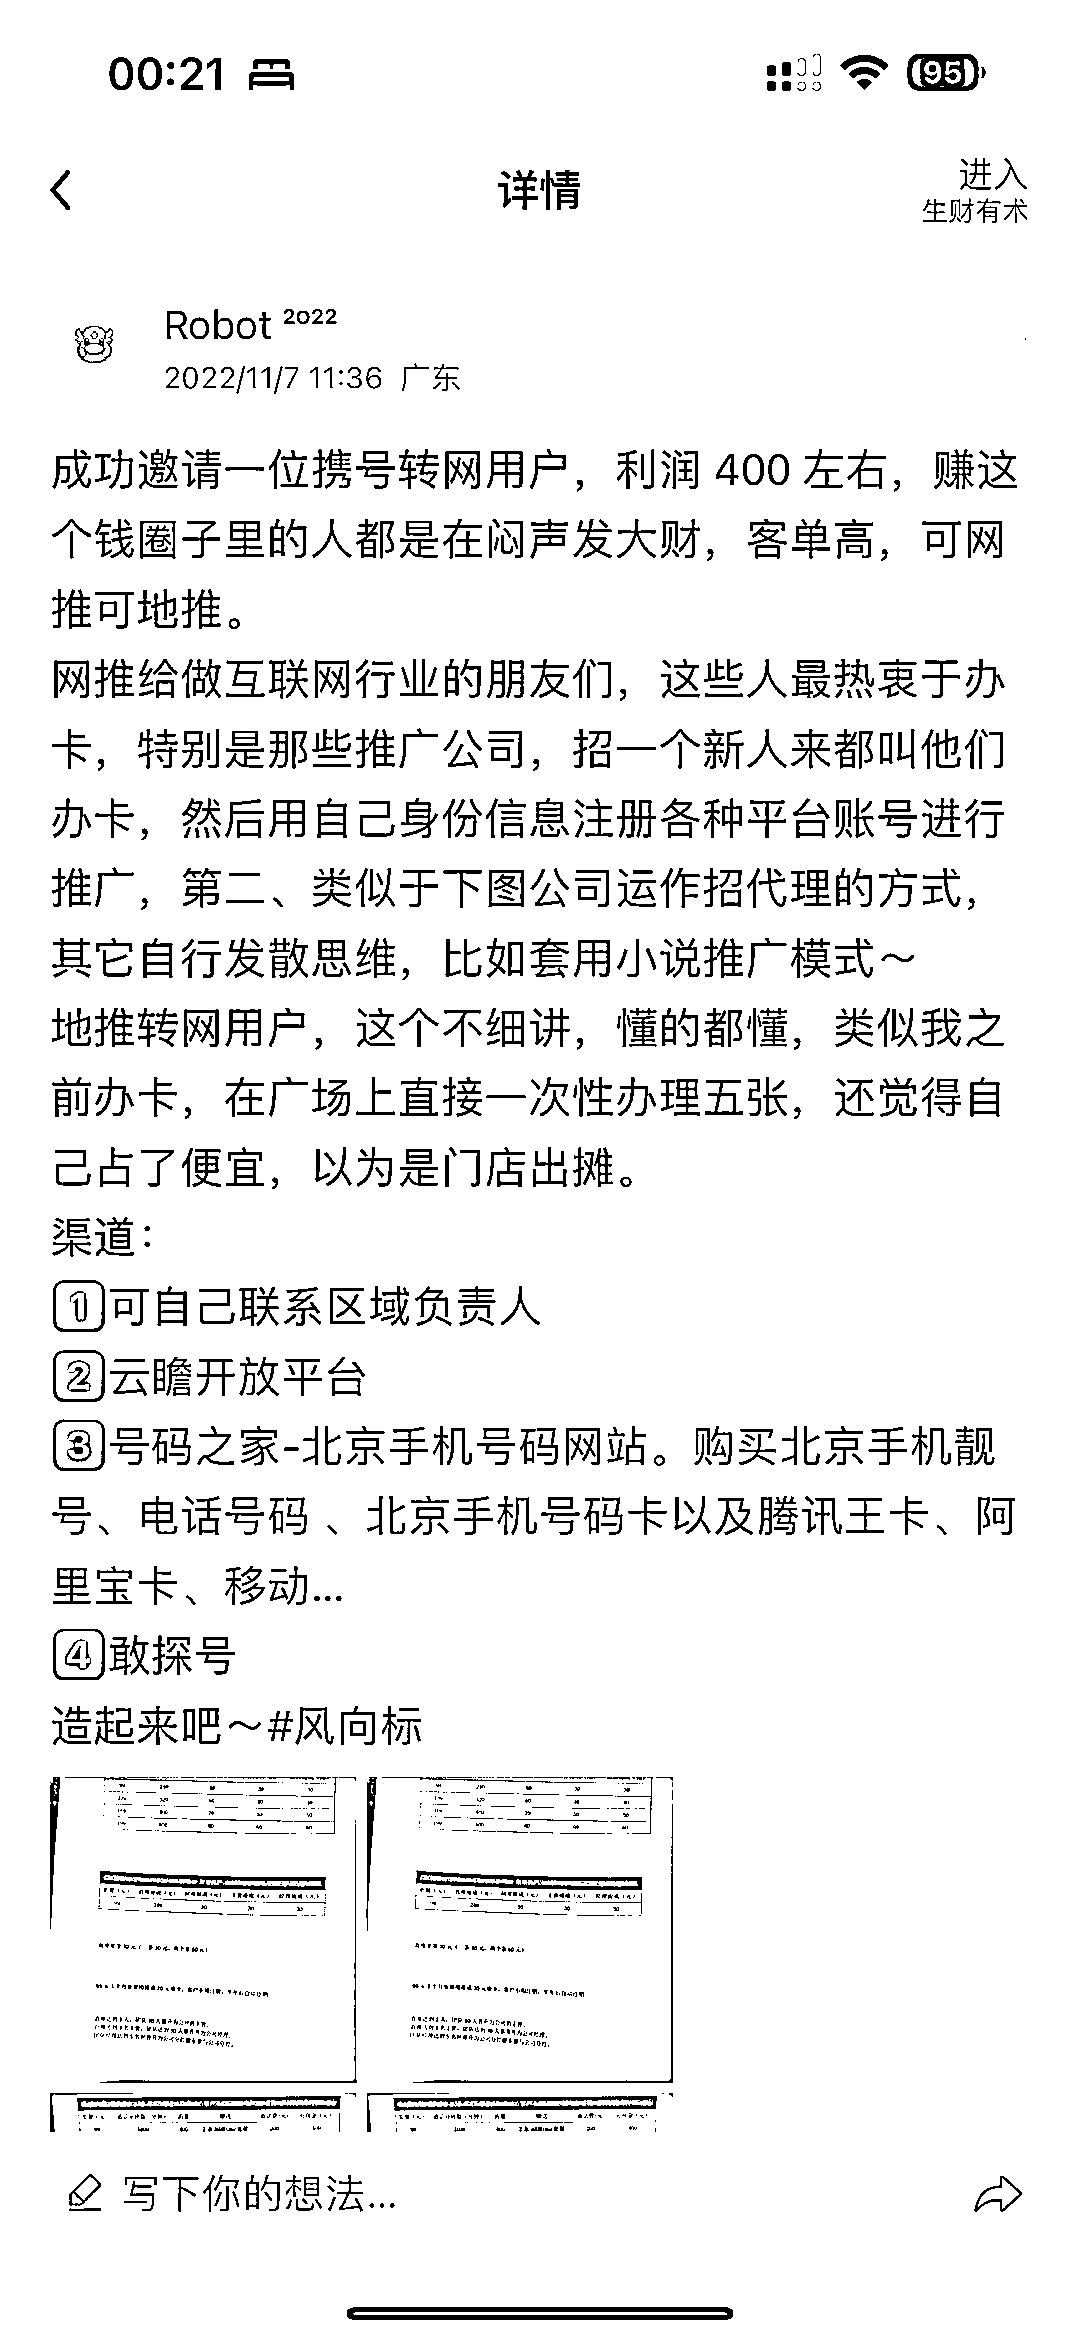 00:21
95
详情
进入
生财有术
Robot 2022
2022/11/7 11:36 广东
成功邀请一位携号转网用户，利润 400 左右，赚这
个钱圈子里的人都是在闷声发大财，客单高，可网
推可地推。
网推给做互联网行业的朋友们，这些人最热衷于办
卡，特别是那些推广公司，招一个新人来都叫他们
办卡，然后用自己身份信息注册各种平台账号进行
推广，第二、类似于下图公司运作招代理的方式，
其它自行发散思维，比如套用小说推广模式～
地推转网用户，这个不细讲，懂的都懂，类似我之
前办卡，在广场上直接一次性办理五张，还觉得自
己占了便宜，以为是门店出摊。
渠道：
1可自己联系区域负责人
2云瞻开放平台
3号码之家-北京手机号码网站。购买北京手机靓
号、电话号码 、北京手机号码卡以及腾讯王卡、阿
里宝卡、移动...
4敢探号
造起来吧～#风向标
写下你的想法...